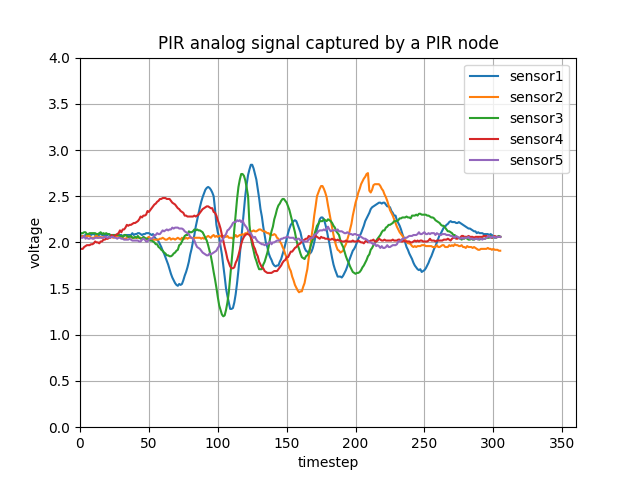 PIR analog signal captured by a PIR node
4.0
3.5
3.0
2.5
2.0
1.5
1.0
0.5
0.0
voltage
0 50 100 150 200 250 300 350
timestep
sensor1
sensor2
sensor3
sensor4
sensor5